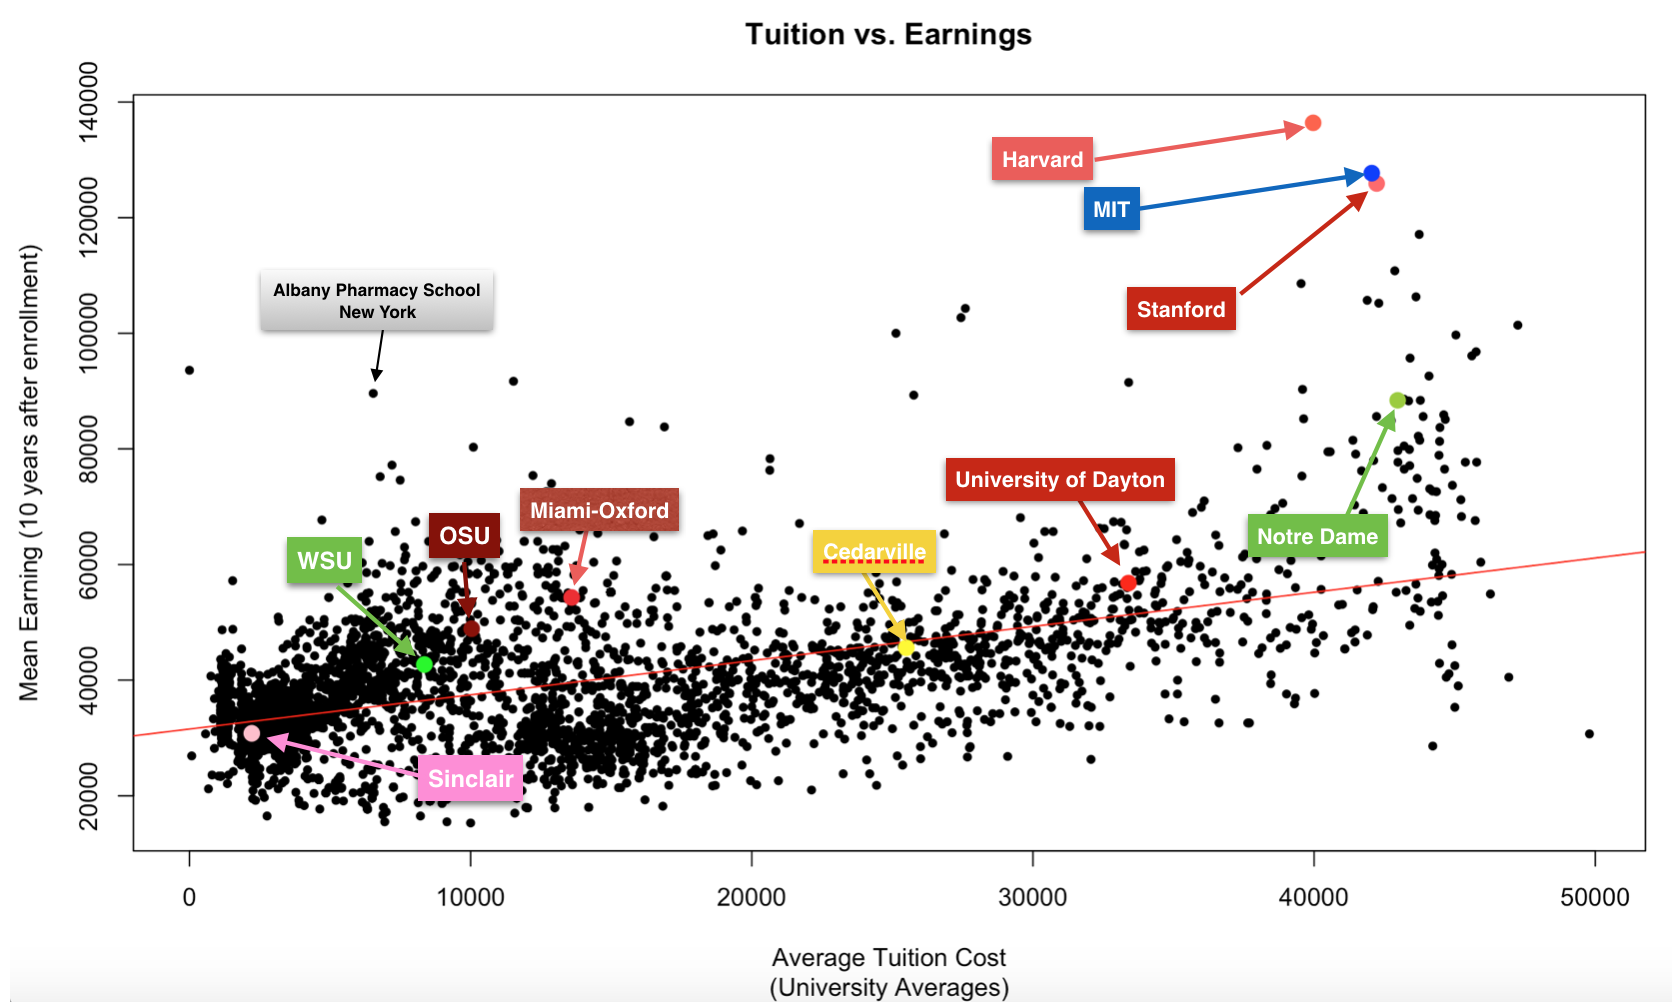 Tuition vs. Earnings
Mean Earning (10 years after enrollment)
140000
120000
100000
80000
60000
40000
20000
Harvard
MIT
Stanford
Albany Pharmacy School
New York
University of Dayton
Miami-Oxford
OSU
WSU
Cedarville
Notre Dame
Sinclair
0
10000
20000
30000
40000
50000
Average Tuition Cost
(University Averages)